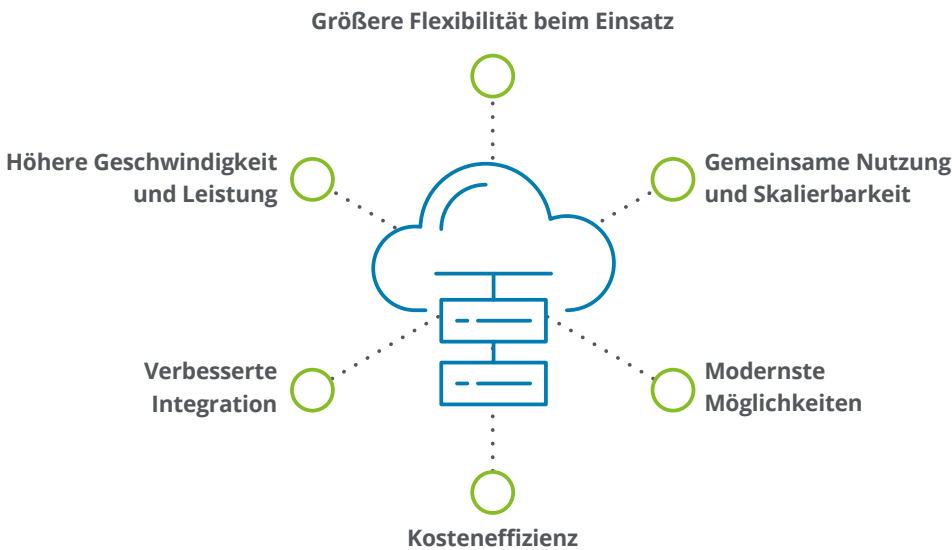 Größere Flexibilität beim Einsatz
Höhere Geschwindigkeit
und Leistung
Gemeinsame Nutzung
und Skalierbarkeit
Verbesserte
Integration
Modernste
Möglichkeiten
Kosteneffizienz